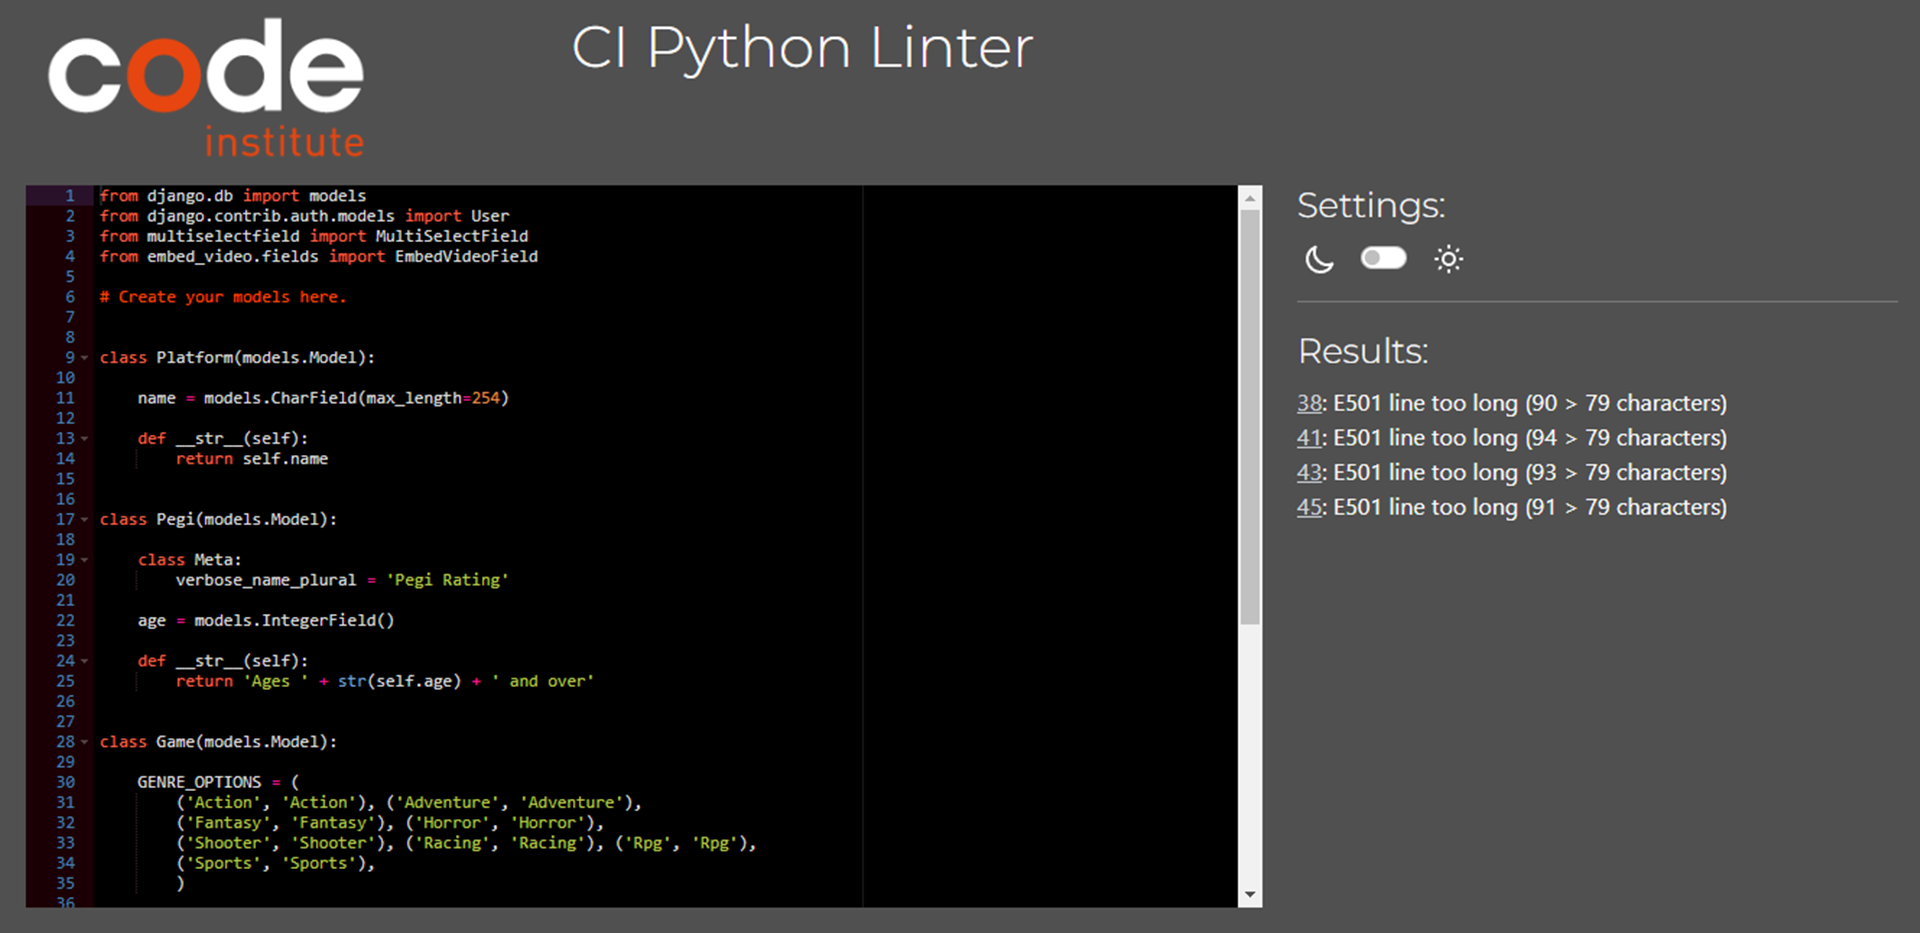 code
institute
CI Python Linter
1 from django.db import models
2 from django.contrib.auth.models import User
3 from multiselectfield import MultiSelectField
4 from embed_video.fields import EmbedVideoField
5
6 # Create your models here.
7
8
9 class Platform(models.Model):
10
11     name = models.CharField(max_length=254)
12
13     def __str__(self):
14         return self.name
15
16
17 class Pegi(models.Model):
18
19     class Meta:
20         verbose_name_plural = 'Pegi Rating'
21
22     age = models.IntegerField()
23
24     def __str__(self):
25         return 'Ages ' + str(self.age) + ' and over'
26
27
28 class Game(models.Model):
29
30     GENRE_OPTIONS = (
31         ('Action', 'Action'), ('Adventure', 'Adventure'),
32         ('Fantasy', 'Fantasy'), ('Horror', 'Horror'),
33         ('Shooter', 'Shooter'), ('Racing', 'Racing'), ('Rpg', 'Rpg'),
34         ('Sports', 'Sports'),
35         )
36
Settings:
Results:
38: E501 line too long (90 > 79 characters)
41: E501 line too long (94 > 79 characters)
43: E501 line too long (93 > 79 characters)
45: E501 line too long (91 > 79 characters)